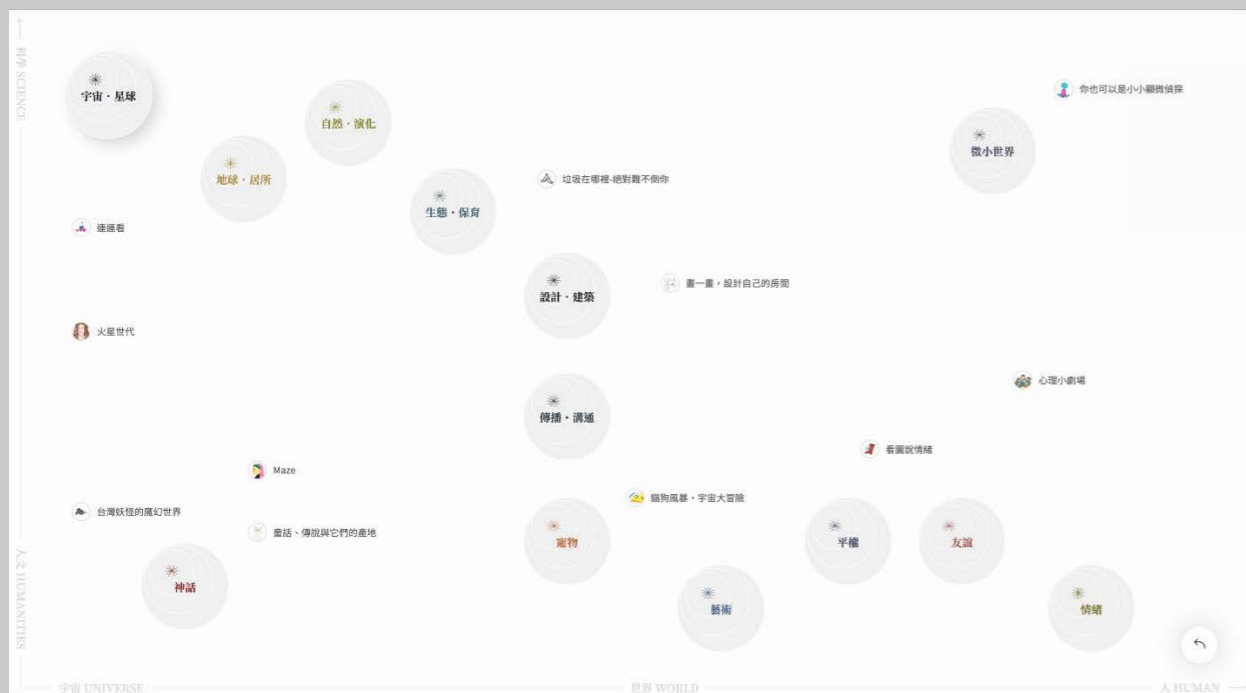 科學 SCIENCE
宇宙・星球
你也可以是小小顯微偵探
自然・演化
微小世界
地球・居所
垃圾在哪裡-絕對難不倒你
生態・保育
連連看
設計・建築
畫一畫，設計自己的房間
火星世代
心理小劇場
傳播・溝通
看圖說情緒
Maze
貓狗風暴・宇宙大冒險
台灣妖怪的魔幻世界
童話、傳說與它們的產地
寵物
平權
友誼
人文 HUMANITIES
神話
藝術
情緒
宇宙 UNIVERSE
世界 WORLD
人 HUMAN